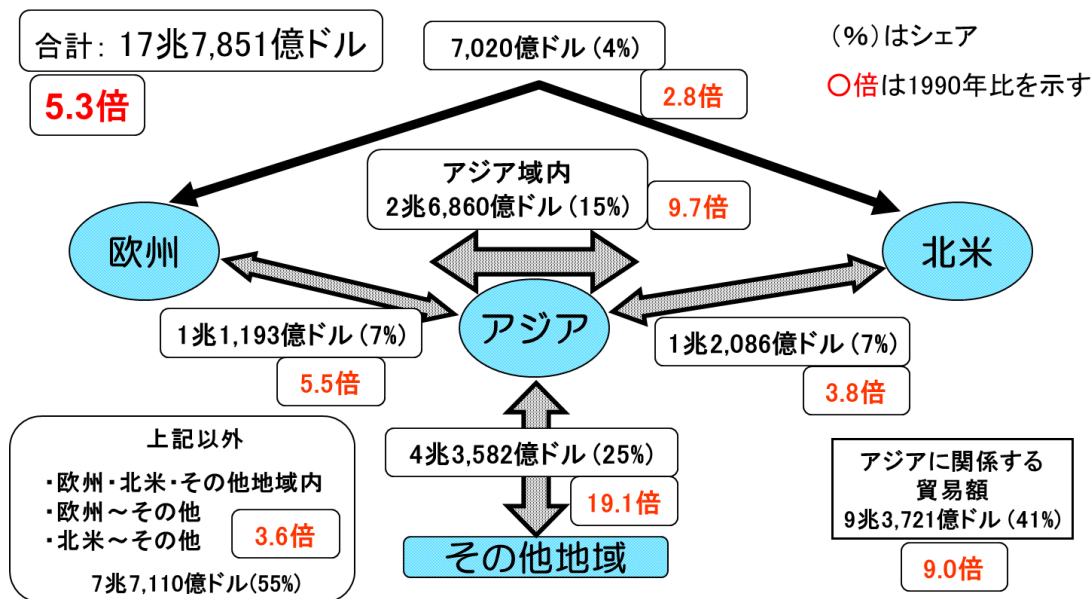 合計： 17兆7,851億ドル
5.3倍
7,020億ドル (4%)
2.8倍
（％）はシェア
〇倍は1990年比を示す
アジア域内
2兆6,860億ドル (15%)
9.7倍
欧州
北米
アジア
1兆1,193億ドル (7%)
5.5倍
1兆2,086億ドル (7%)
3.8倍
4兆3,582億ドル (25%)
19.1倍
その他地域
上記以外
・欧州・北米・その他地域内
・欧州～その他
・北米～その他
3.6倍
7兆7,110億ドル(55%)
アジアに関係する
貿易額
9兆3,721億ドル (41%)
9.0倍